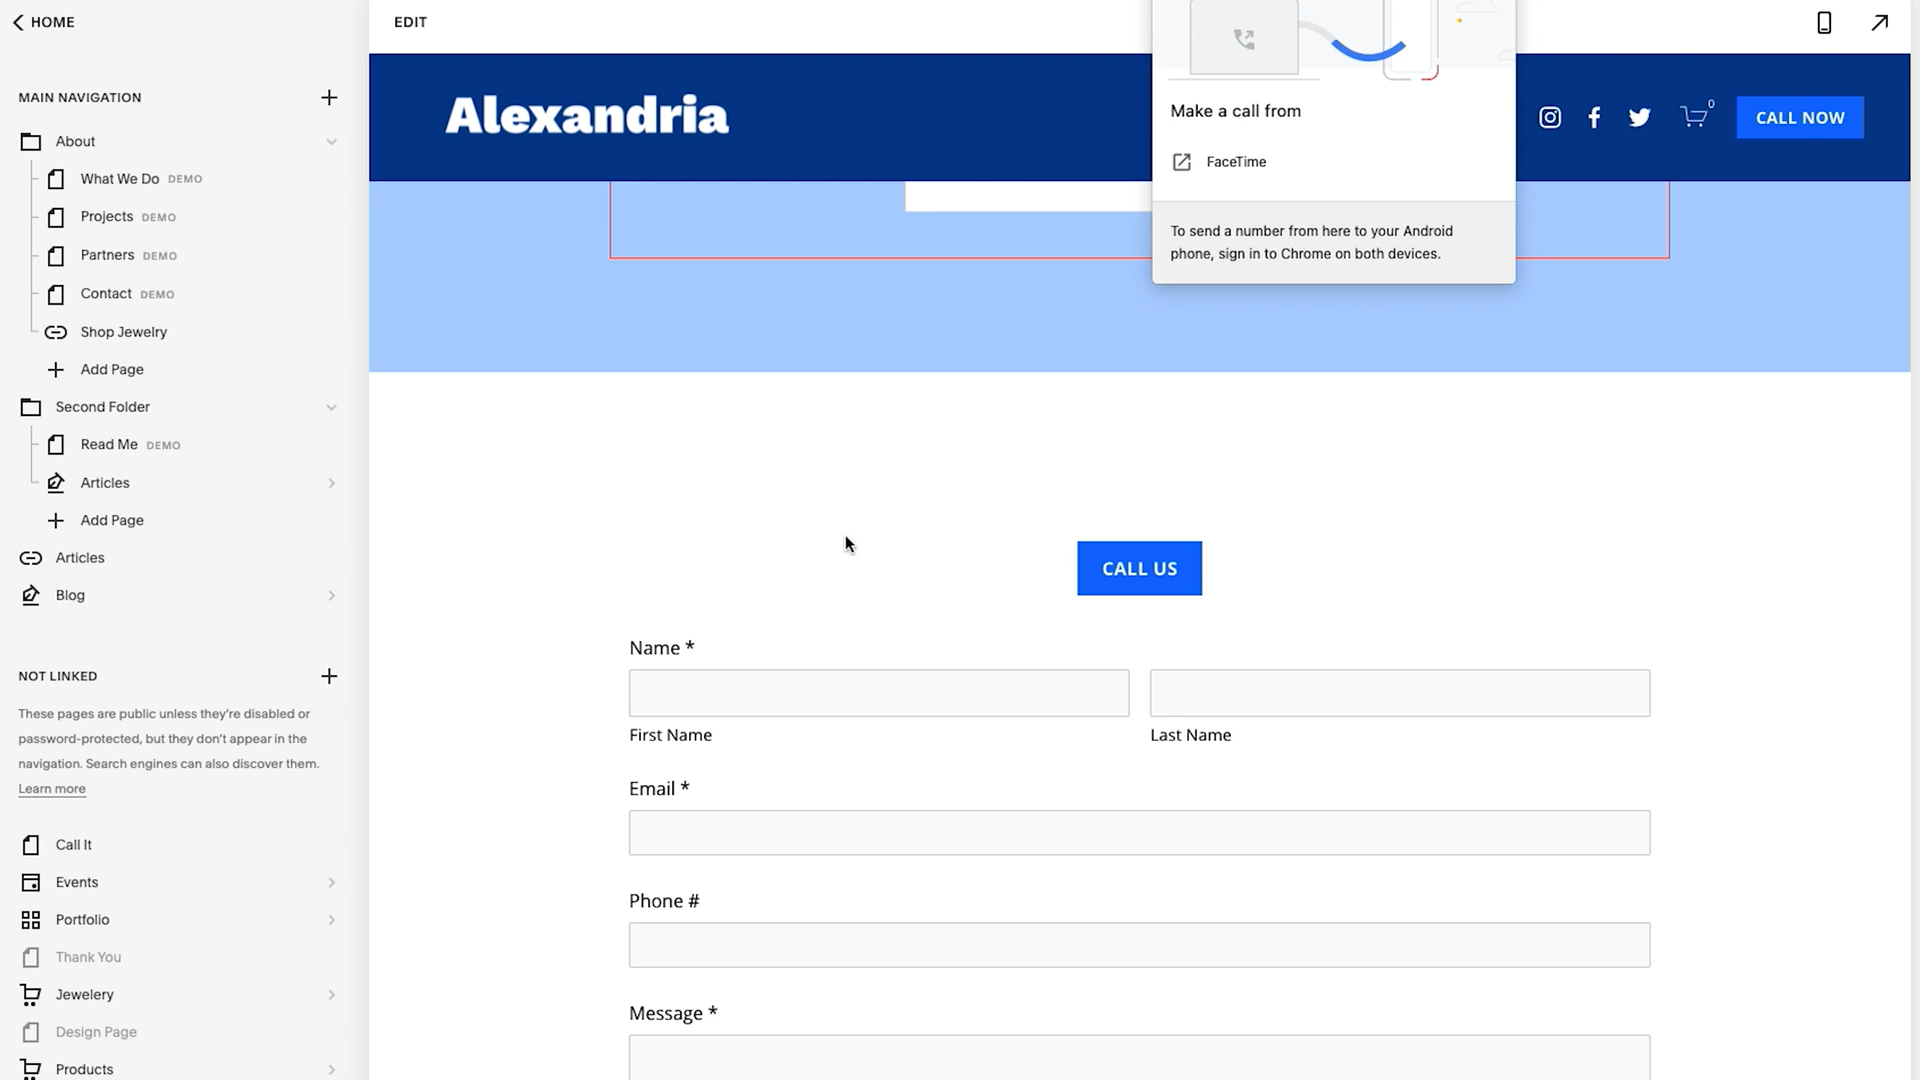 HOME
EDIT
MAIN NAVIGATION
About
What We Do DEMO
Projects DEMO
Partners DEMO
Contact DEMO
Shop Jewelry
Add Page
Second Folder
Read Me DEMO
Articles
Add Page
Articles
Blog
NOT LINKED
These pages are public unless they’re disabled or
password-protected, but they don’t appear in the
navigation. Search engines can also discover them.
Learn more
Call It
Events
Portfolio
Thank You
Jewelery
Design Page
Products
Alexandria
0
CALL NOW
Make a call from
FaceTime
To send a number from here to your Android
phone, sign in to Chrome on both devices.
CALL US
Name *
First Name
Last Name
Email *
Phone #
Message *